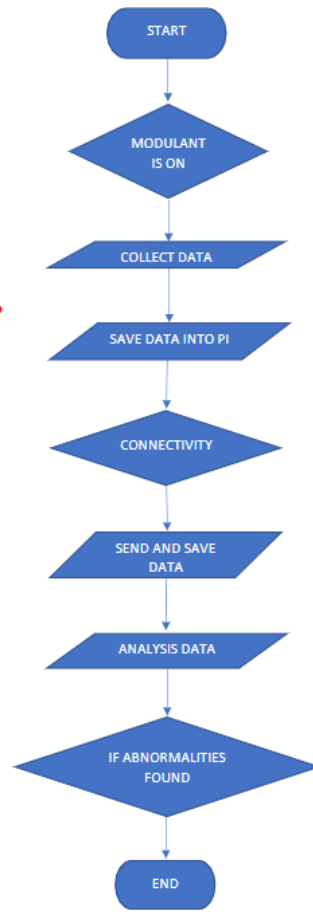 START
MODULANT
IS ON
COLLECT DATA
SAVE DATA INTO PI
CONNECTIVITY
SEND AND SAVE
DATA
ANALYSIS DATA
IF ABNORMALITIES
FOUND
END